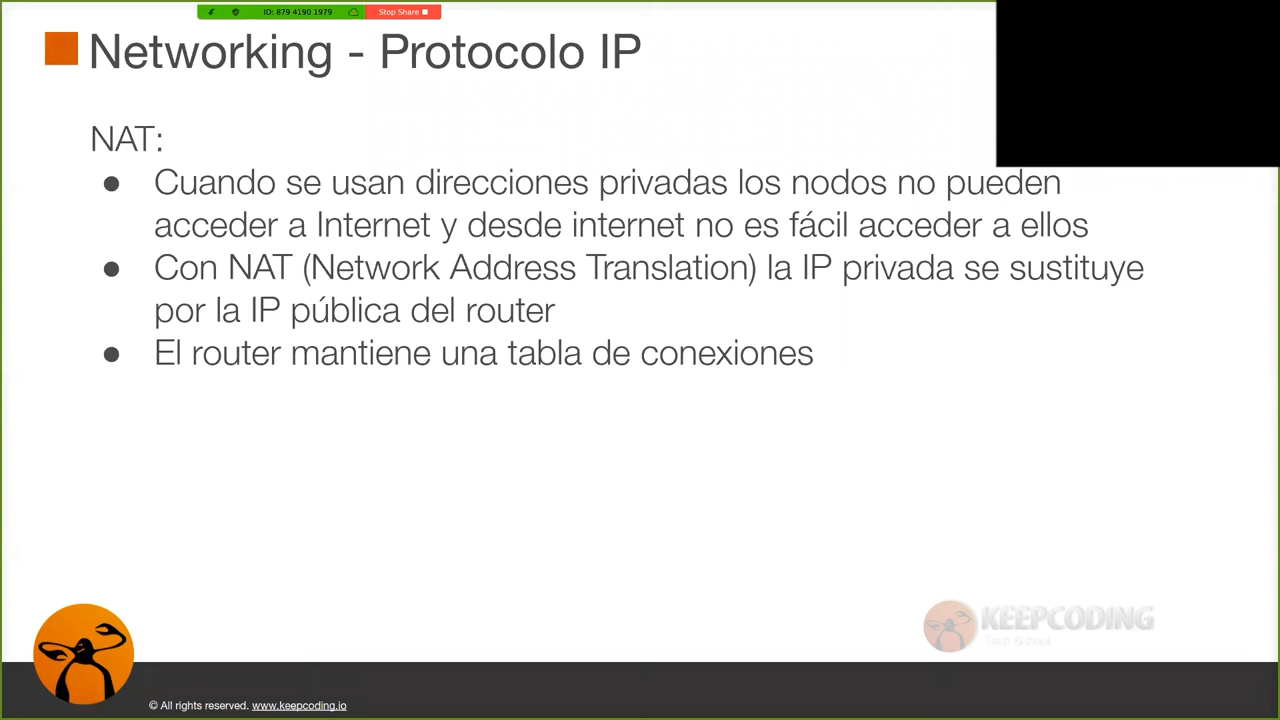 ID: 879 4190 1979
Stop Share
Networking - Protocolo IP
NAT:
● Cuando se usan direcciones privadas los nodos no pueden
acceder a Internet y desde internet no es fácil acceder a ellos
● Con NAT (Network Address Translation) la IP privada se sustituye
por la IP pública del router
● El router mantiene una tabla de conexiones
KEEPCODING
Tech School
© All rights reserved. www.keepcoding.io